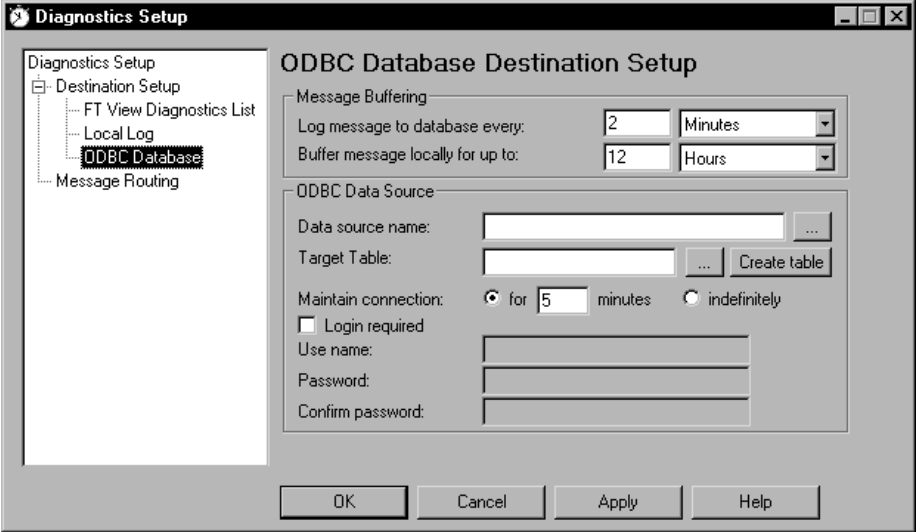 Diagnostics Setup
Diagnostics Setup
Destination Setup
FT View Diagnostics List
Local Log
ODBC Database
Message Routing
ODBC Database Destination Setup
Message Buffering
Log message to database every: 2 Minutes
Buffer message locally for up to: 12 Hours
ODBC Data Source
Data source name: ...
Target Table: ... Create table
Maintain connection: for 5 minutes indefinitely
Login required
Use name:
Password:
Confirm password:
OK Cancel Apply Help